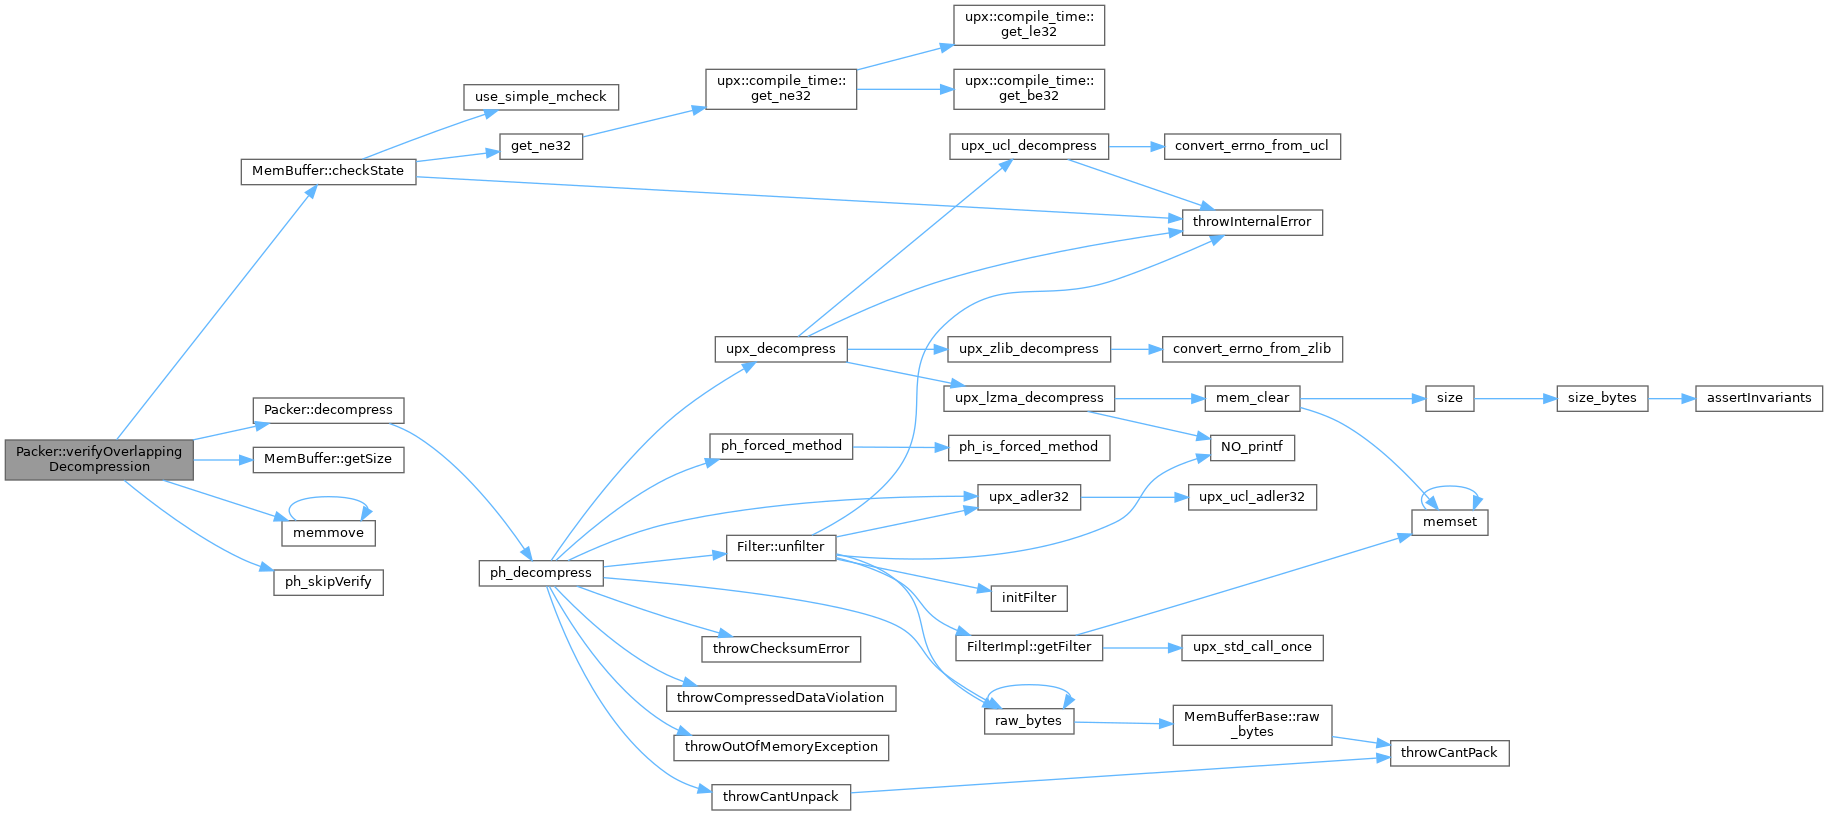 upx::compile_time::
get_le32
upx::compile_time::
get_ne32
upx::compile_time::
get_be32
use_simple_mcheck
get_ne32
upx_ucl_decompress
convert_errno_from_ucl
MemBuffer::checkState
throwInternalError
upx_decompress
upx_zlib_decompress
convert_errno_from_zlib
upx_lzma_decompress
mem_clear
size
size_bytes
assertInvariants
Packer::decompress
Packer::verifyOverlapping
Decompression
MemBuffer::getSize
ph_forced_method
ph_is_forced_method
NO_printf
upx_adler32
upx_ucl_adler32
memset
memmove
Filter::unfilter
ph_skipVerify
ph_decompress
initFilter
throwChecksumError
FilterImpl::getFilter
upx_std_call_once
throwCompressedDataViolation
raw_bytes
MemBufferBase::raw
_bytes
throwOutOfMemoryException
throwCantPack
throwCantUnpack